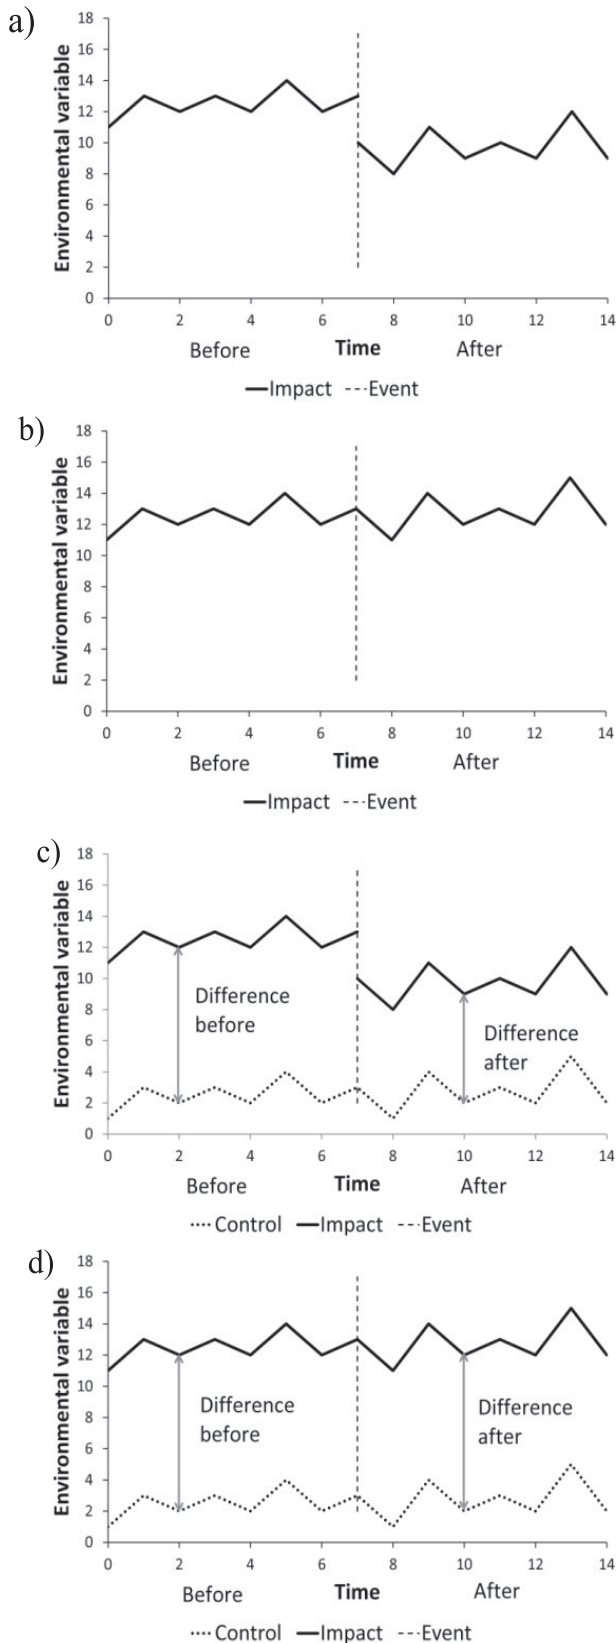 a)
Environmental variable
18
16
14
12
10
8
6
4
2
0
0 2 4 6 8 10 12 14
Before Time After
Impact Event
b)
Environmental variable
18
16
14
12
10
8
6
4
2
0
0 2 4 6 8 10 12 14
Before Time After
Impact Event
c)
Environmental variable
18
16
14
12
10
8
6
4
2
0
Difference
before
Difference
after
0 2 4 6 8 10 12 14
Before Time After
Control Impact Event
d)
Environmental variable
18
16
14
12
10
8
6
4
2
0
Difference
before
Difference
after
0 2 4 6 8 10 12 14
Before Time After
Control Impact Event